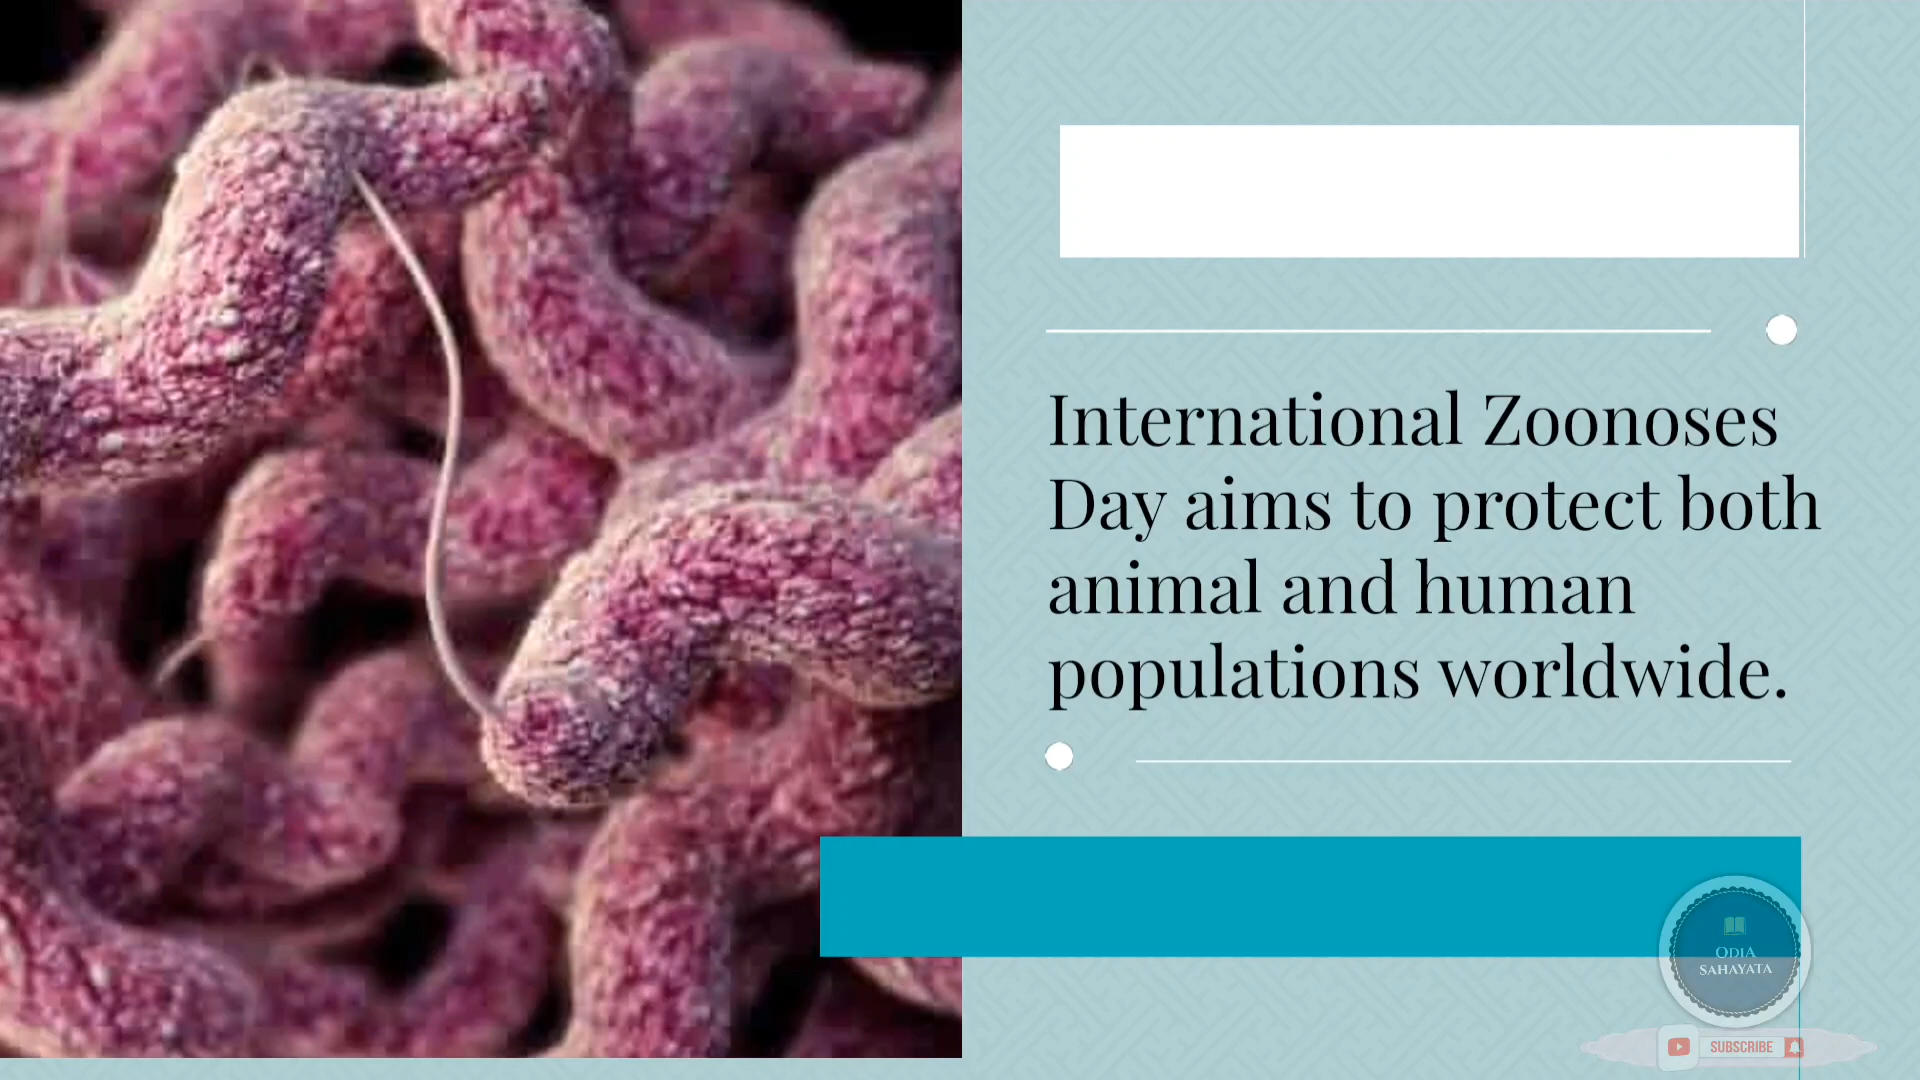 International Zoonoses
Day aims to protect both
animal and human
populations worldwide.
ODIA
SAHAYATA
SUBSCRIBE